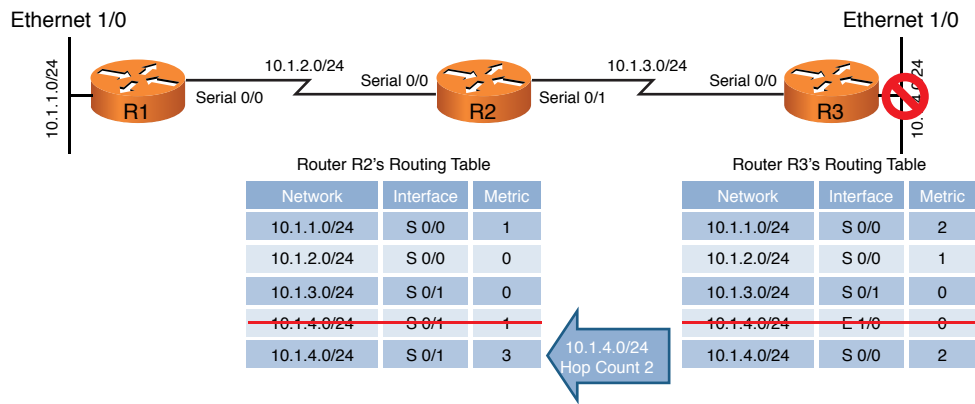 Ethernet 1/0
Ethernet 1/0
10.1.1.0/24
10.1.2.0/24
Serial 0/0
10.1.3.0/24
Serial 0/0
Serial 0/0
Serial 0/1
R1
R2
R3
Router R2's Routing Table
Network Interface Metric
10.1.1.0/24 S 0/0 1
10.1.2.0/24 S 0/0 0
10.1.3.0/24 S 0/1 0
10.1.4.0/24 S 0/1 1
10.1.4.0/24 S 0/1 3
10.1.4.0/24
Hop Count 2
Router R3's Routing Table
Network Interface Metric
10.1.1.0/24 S 0/0 2
10.1.2.0/24 S 0/0 1
10.1.3.0/24 S 0/1 0
10.1.4.0/24 E 1/0 0
10.1.4.0/24 S 0/0 2